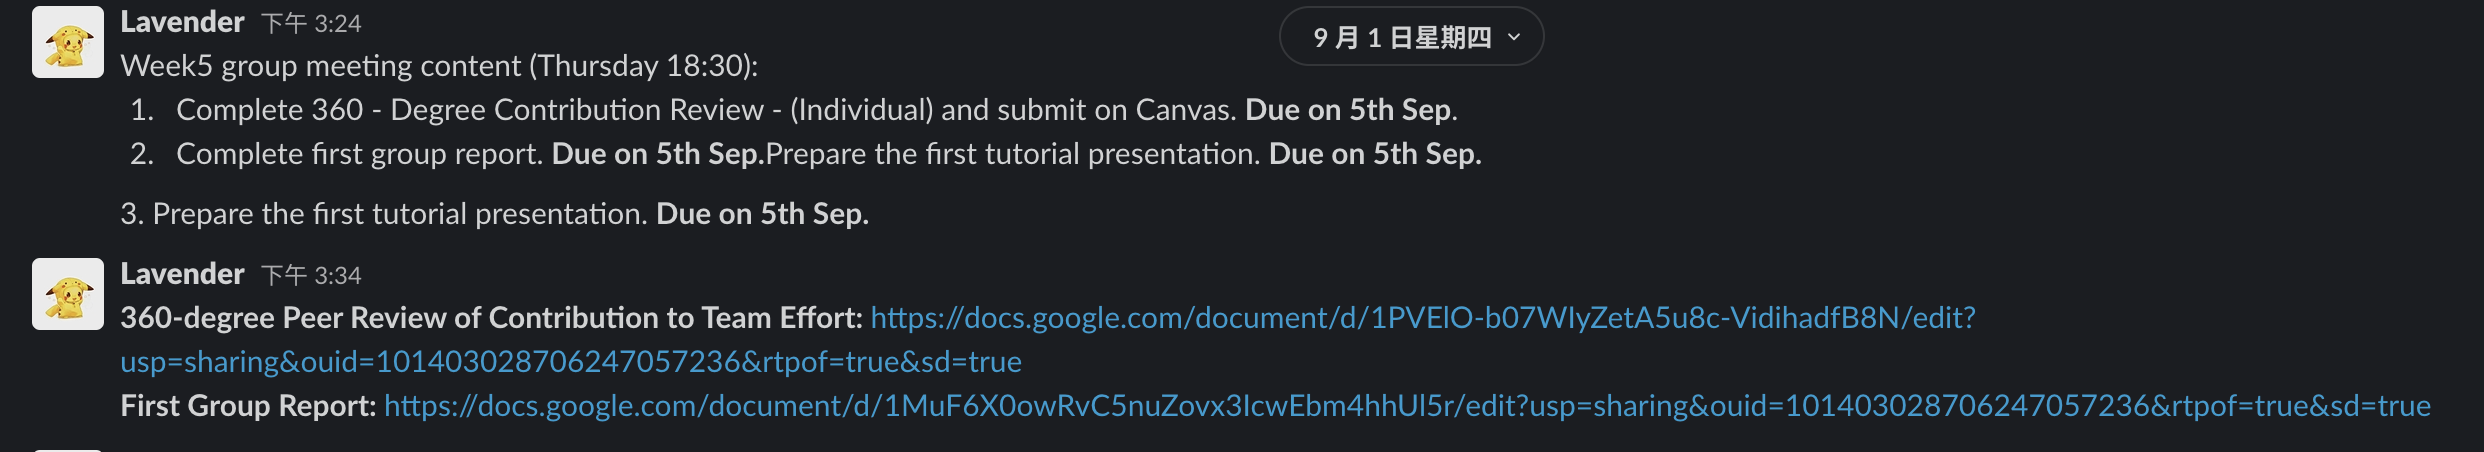 Lavender 下午 3:24
9 月 1 日星期四
Week5 group meeting content (Thursday 18:30):
1. Complete 360 - Degree Contribution Review - (Individual) and submit on Canvas. Due on 5th Sep.
2. Complete first group report. Due on 5th Sep.Prepare the first tutorial presentation. Due on 5th Sep.
3. Prepare the first tutorial presentation. Due on 5th Sep.
Lavender 下午 3:34
360-degree Peer Review of Contribution to Team Effort: https://docs.google.com/document/d/1PVElO-b07WIyZetA5u8c-VidihadfB8N/edit?
usp=sharing&ouid=101403028706247057236&rtpof=true&sd=true
First Group Report: https://docs.google.com/document/d/1MuF6X0owRvC5nuZovx3IcwEbm4hhUl5r/edit?usp=sharing&ouid=101403028706247057236&rtpof=true&sd=true